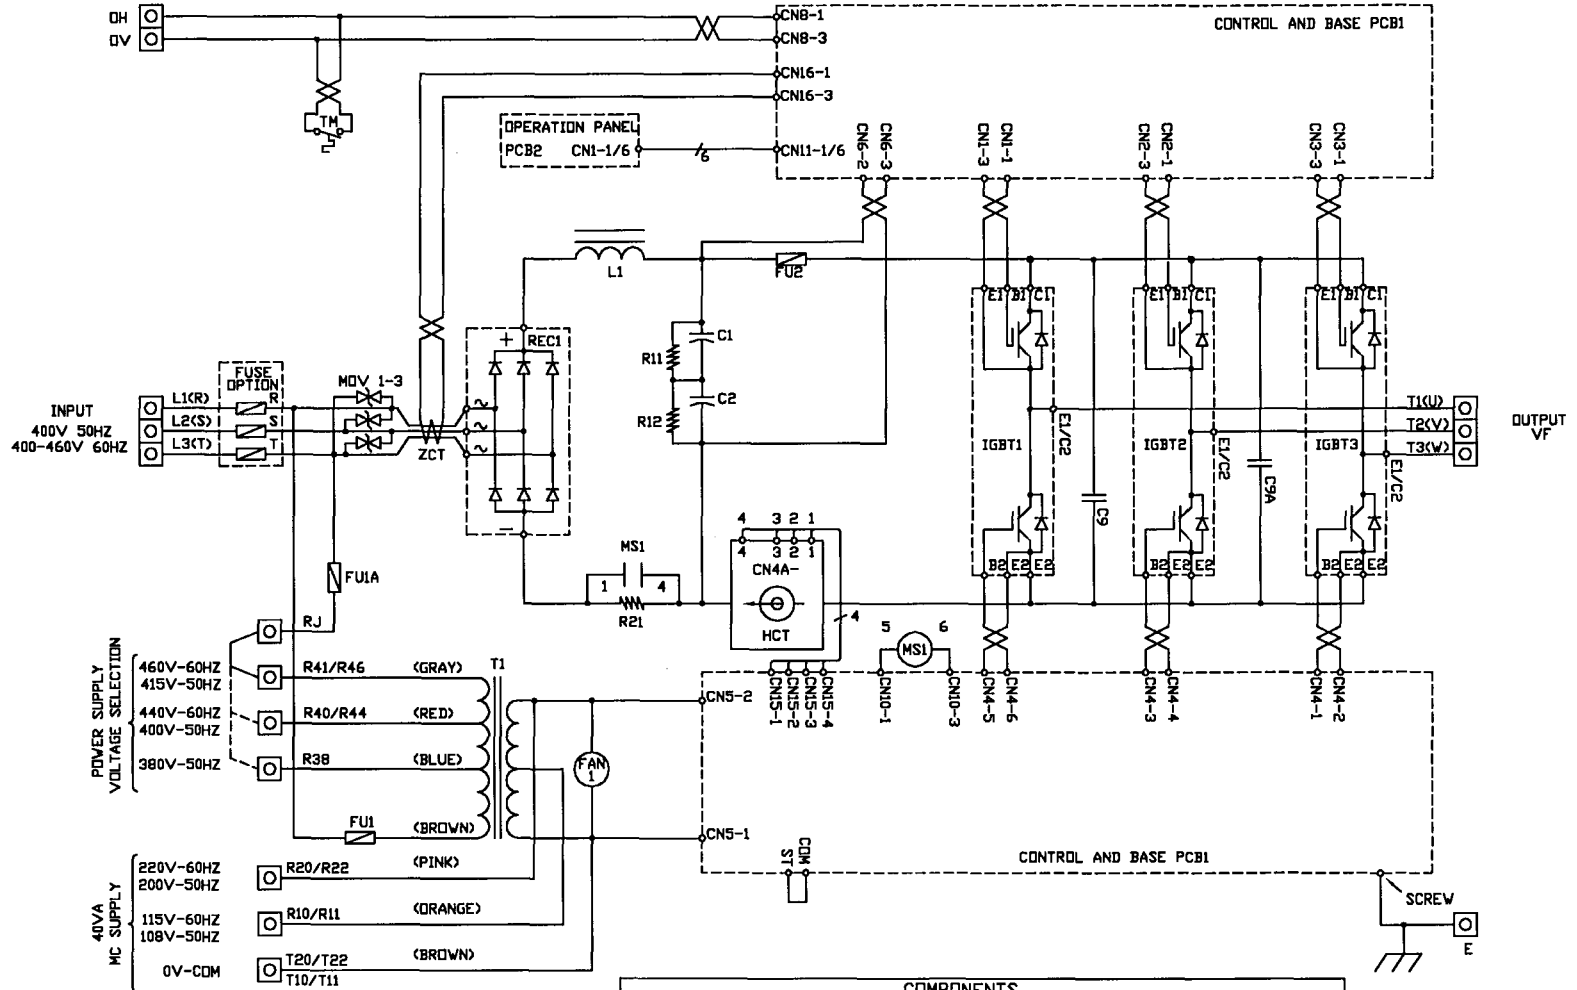 OH
OV
TM
CN8-1
CN8-3
CONTROL AND BASE PCB1
CN16-1
CN16-3
OPERATION PANEL
PCB2 CN1-1/6
6
CN11-1/6
CN6-2
CN6-3
CN1-3
CN1-1
CN2-3
CN2-1
CN3-3
CN3-1
L1
FU2
E1 B1 C1
E1 B1 C1
E1 B1 C1
+ REC1
C1
R11
C2
R12
FUSE
OPTION
MOV 1-3
INPUT
400V 50HZ
400-460V 60HZ
L1(R)
L2(S)
L3(T)
R
S
T
ZCT
~
~
~
-
IGBT1
E1/C2
IGBT2
E1/C2
IGBT3
E1/C2
C9
C9A
T1(U)
T2(V)
T3(W)
OUTPUT
VF
B2 E2 E2
B2 E2 E2
B2 E2 E2
MS1
1 4
R21
4 3 2 1
4 3 2 1
CN4A-
HCT
4
FU1A
RJ
5 MS1 6
CN15-1
CN15-2
CN15-3
CN15-4
CN10-1
CN10-3
CN4-5
CN4-6
CN4-3
CN4-4
CN4-1
CN4-2
POWER SUPPLY
VOLTAGE SELECTION
460V-60HZ
415V-50HZ
440V-60HZ
400V-50HZ
380V-50HZ
R41/R46 (GRAY)
R40/R44 (RED)
R38 (BLUE)
FU1 (BROWN)
T1
FAN
1
CN5-2
CN5-1
ST
COM
CONTROL AND BASE PCB1
SCREW
E
40VA
MC SUPPLY
220V-60HZ
200V-50HZ
115V-60HZ
108V-50HZ
0V-COM
R20/R22 (PINK)
R10/R11 (ORANGE)
T20/T22 (BROWN)
T10/T11
COMPONENTS